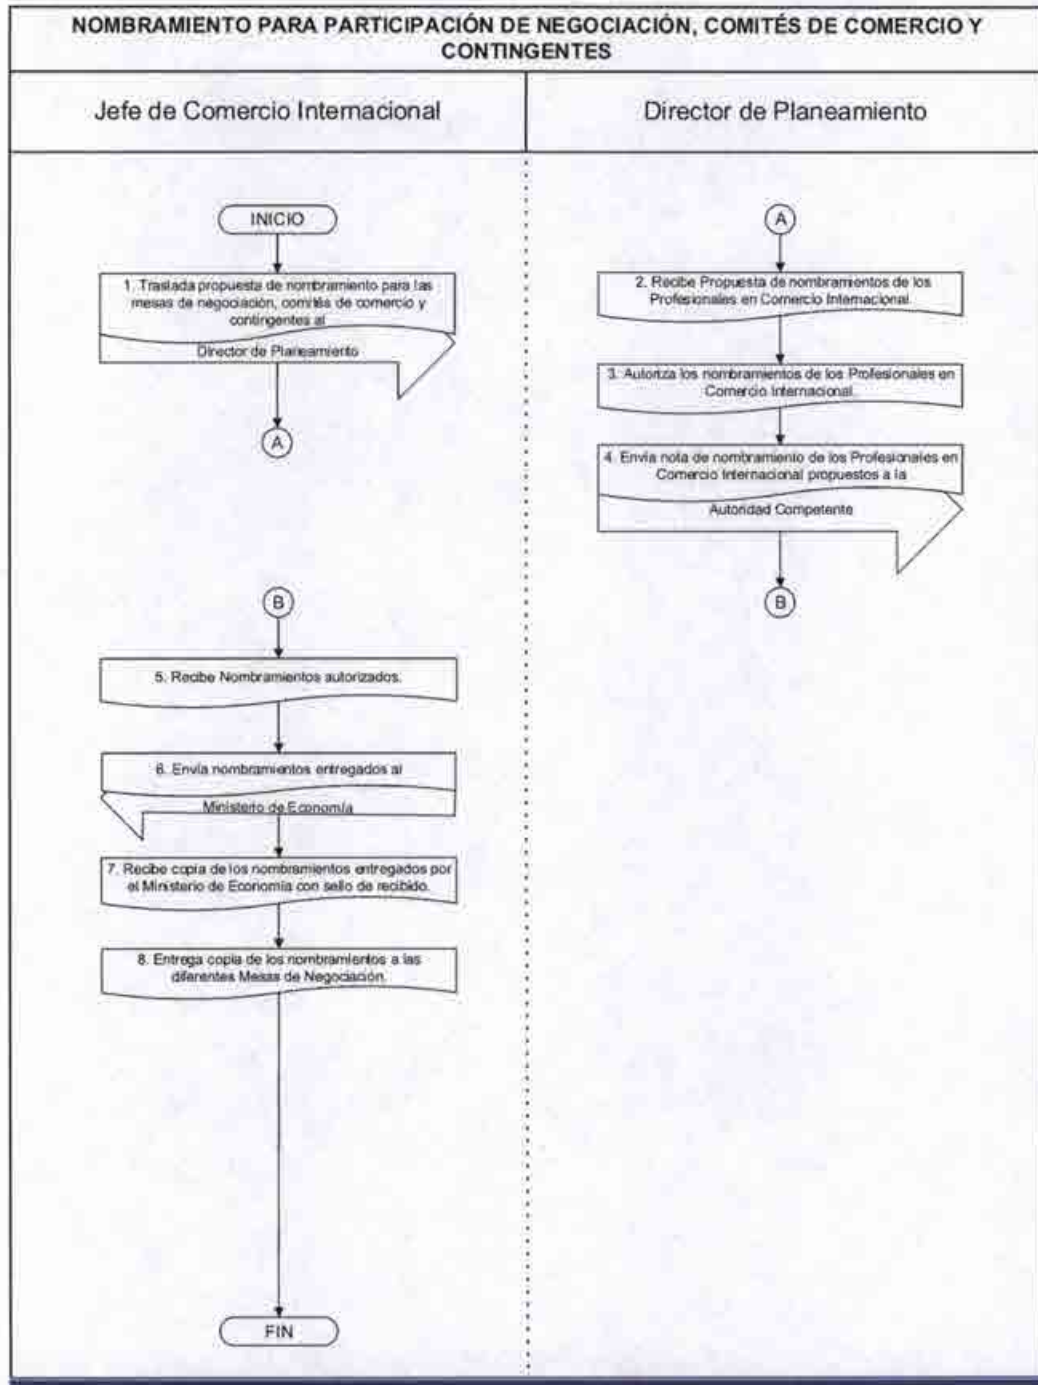 NOMBRAMIENTO PARA PARTICIPACIÓN DE NEGOCIACIÓN, COMITÉS DE COMERCIO Y
CONTINGENTES
Jefe de Comercio Internacional
Director de Planeamiento
INICIO
1. Traslada propuesta de nombramiento para las
mesas de negociación, comités de comercio y
contingentes al
Director de Planeamiento
A
A
2. Recibe Propuesta de nombramientos de los
Profesionales en Comercio Internacional.
3. Autoriza los nombramientos de los Profesionales en
Comercio Internacional.
4. Envía nota de nombramiento de los Profesionales en
Comercio Internacional propuestos a la
Autoridad Competente
B
B
5. Recibe Nombramientos autorizados.
6. Envía nombramientos entregados al
Ministerio de Economía
7. Recibe copia de los nombramientos entregados por
el Ministerio de Economía con sello de recibido.
8. Entrega copia de los nombramientos a las
diferentes Mesas de Negociación.
FIN